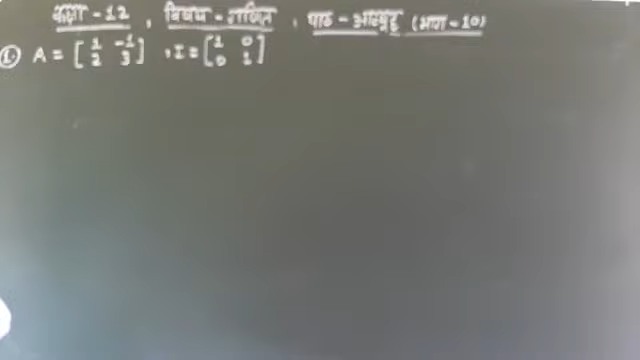 कक्षा - 12, विषय - गणित, पाठ - आव्यूह (भाग - 10)
① A = [1 -1 2 3], I = [1 0 0 1]